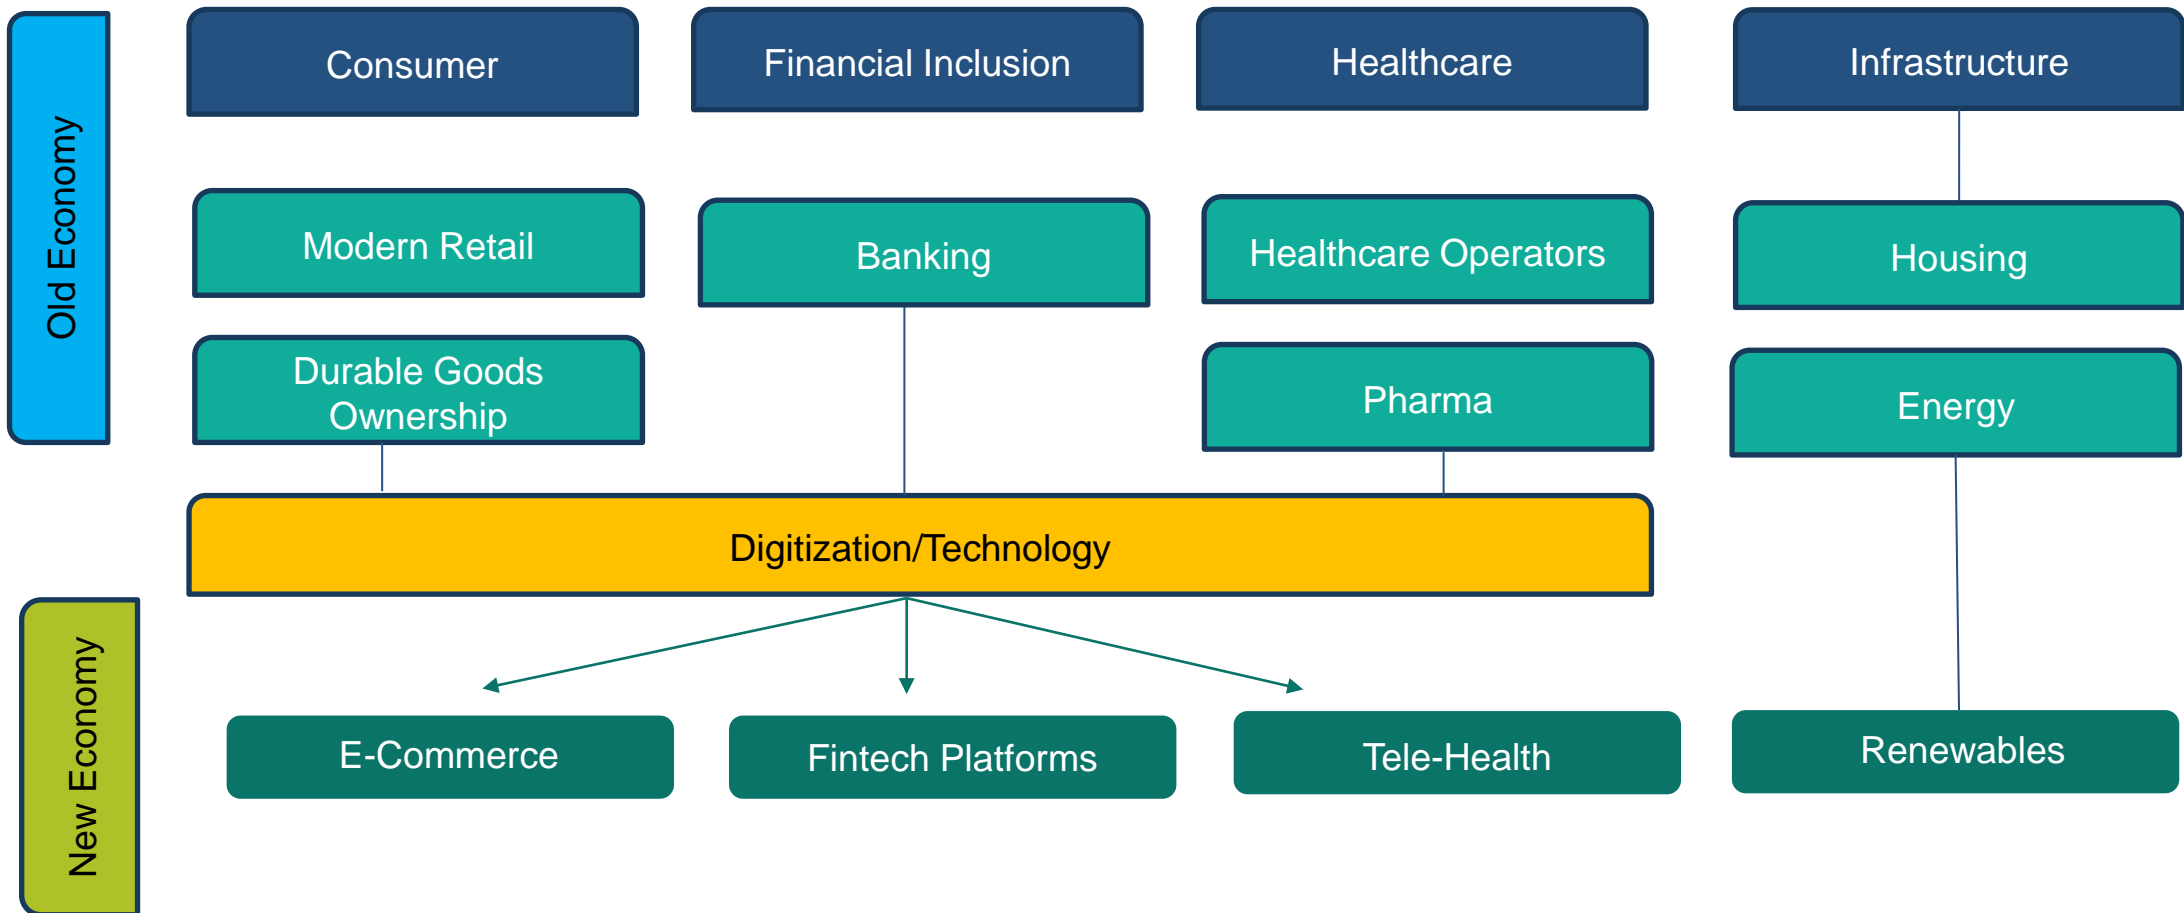 Old Economy
Consumer
Financial Inclusion
Healthcare
Infrastructure
Modern Retail
Banking
Healthcare Operators
Housing
Durable Goods
Ownership
Pharma
Energy
Digitization/Technology
New Economy
E-Commerce
Fintech Platforms
Tele-Health
Renewables